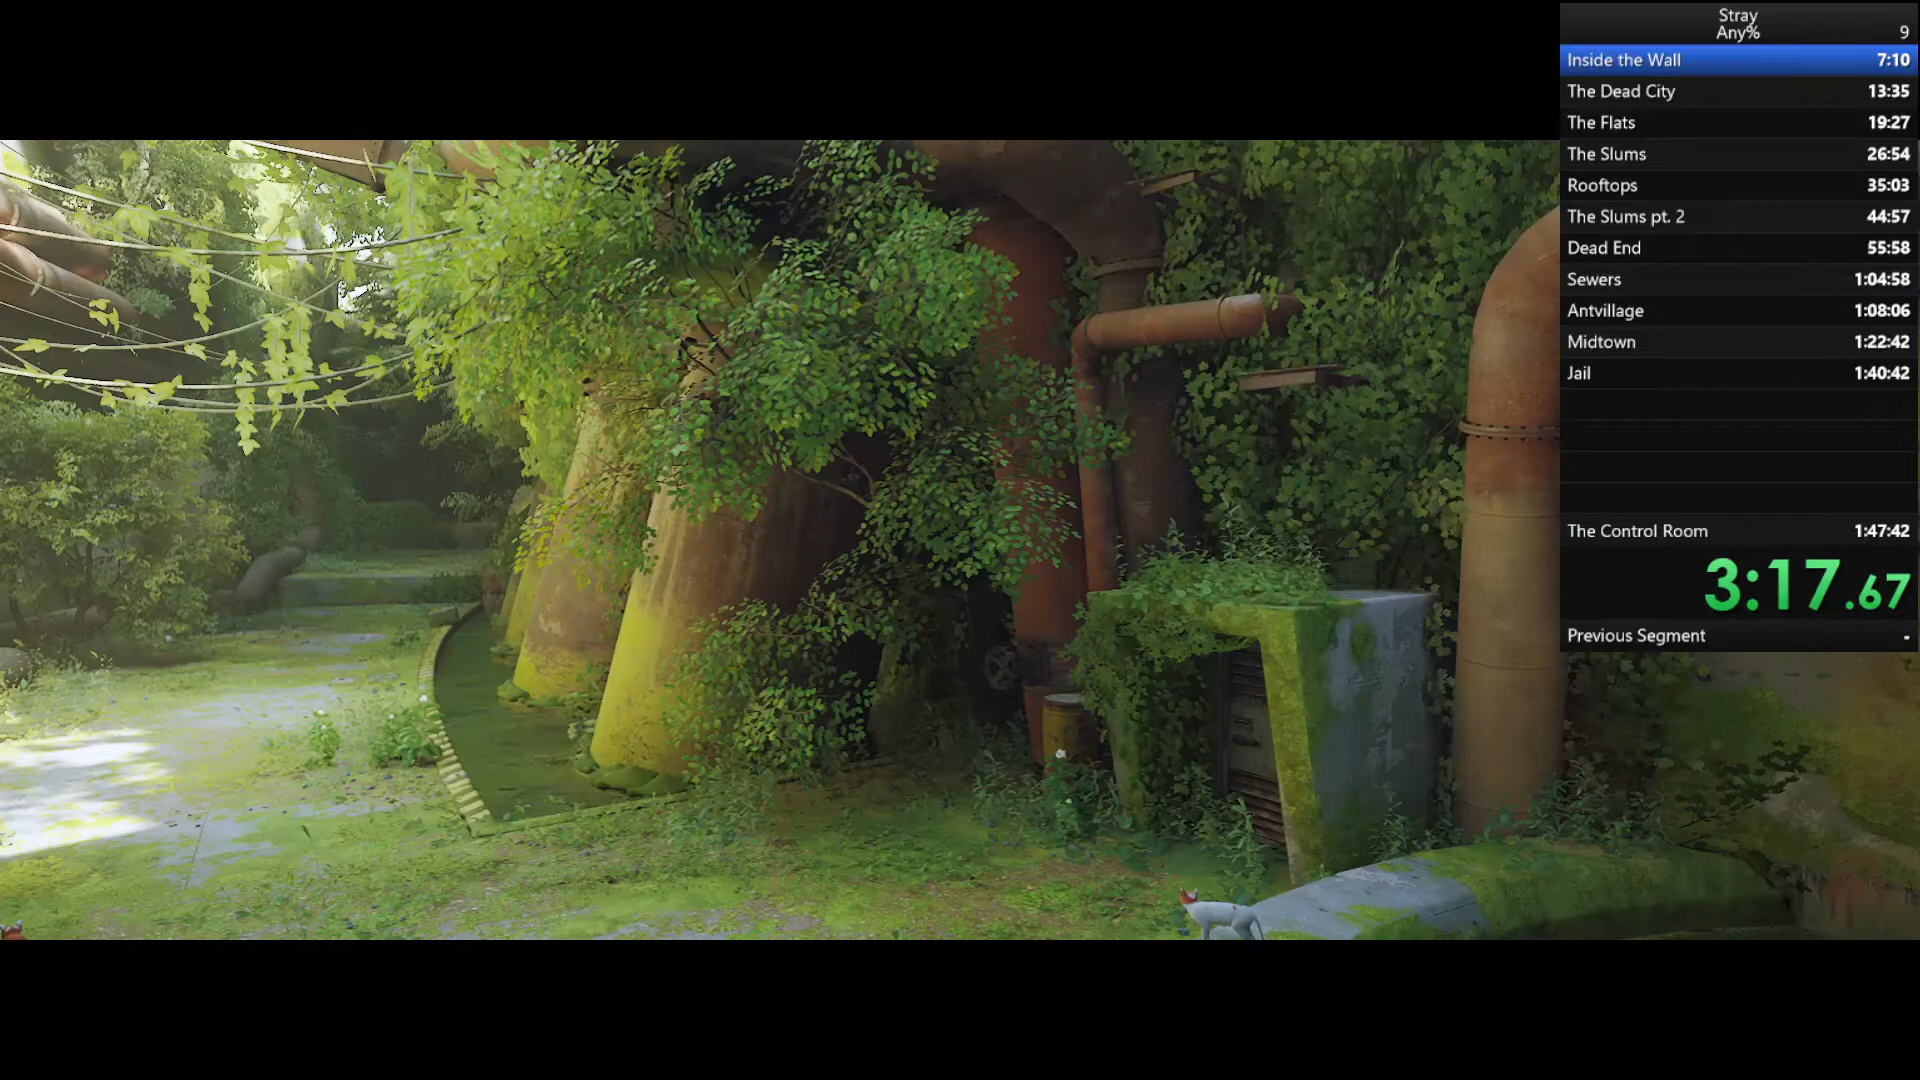 Stray
Any% 9
Inside the Wall 7:10
The Dead City 13:35
The Flats 19:27
The Slums 26:54
Rooftops 35:03
The Slums pt. 2 44:57
Dead End 55:58
Sewers 1:04:58
Antvillage 1:08:06
Midtown 1:22:42
Jail 1:40:42
The Control Room 1:47:42
3:17.67
Previous Segment -